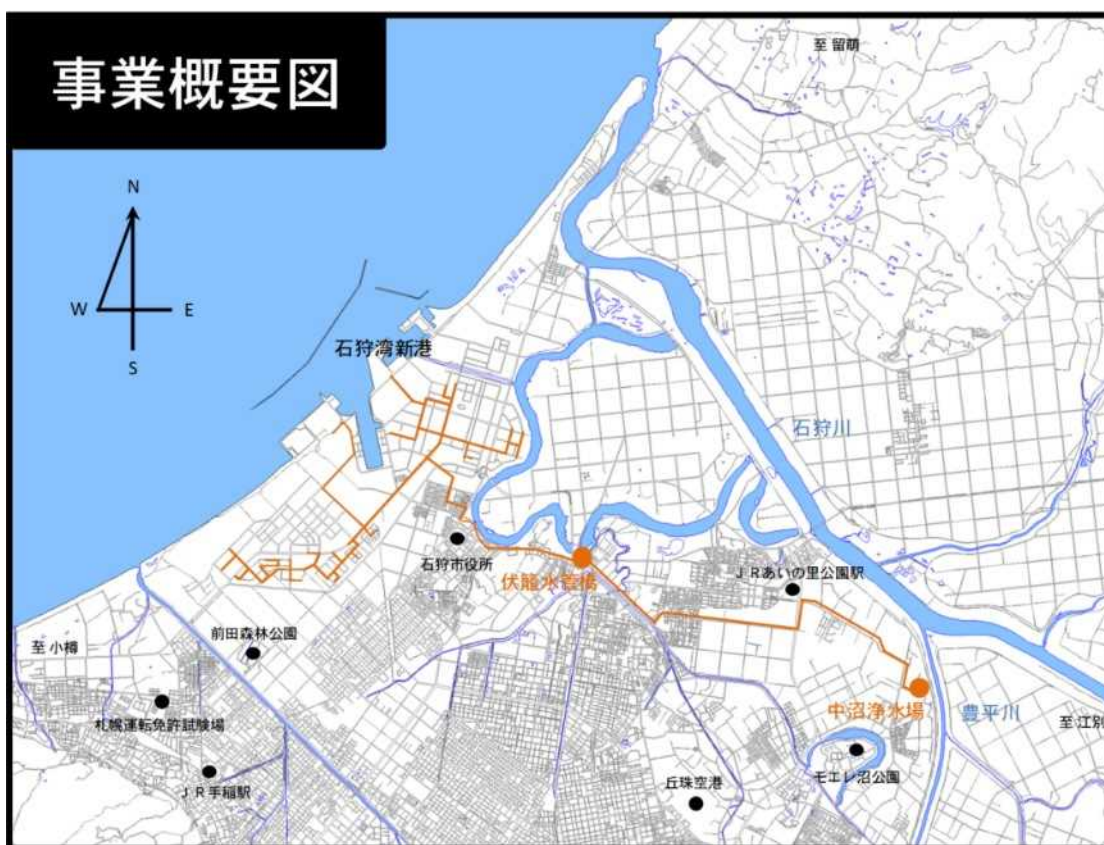 事業概要図
至 留萌
N
W
E
S
石狩湾新港
石狩川
石狩市役所
伏籠水管橋
JRあいの里公園駅
前田森林公園
至 小樽
中沼浄水場
豊平川
至 江別
札幌運転免許試験場
モエレ沼公園
JR手稲駅
丘珠空港